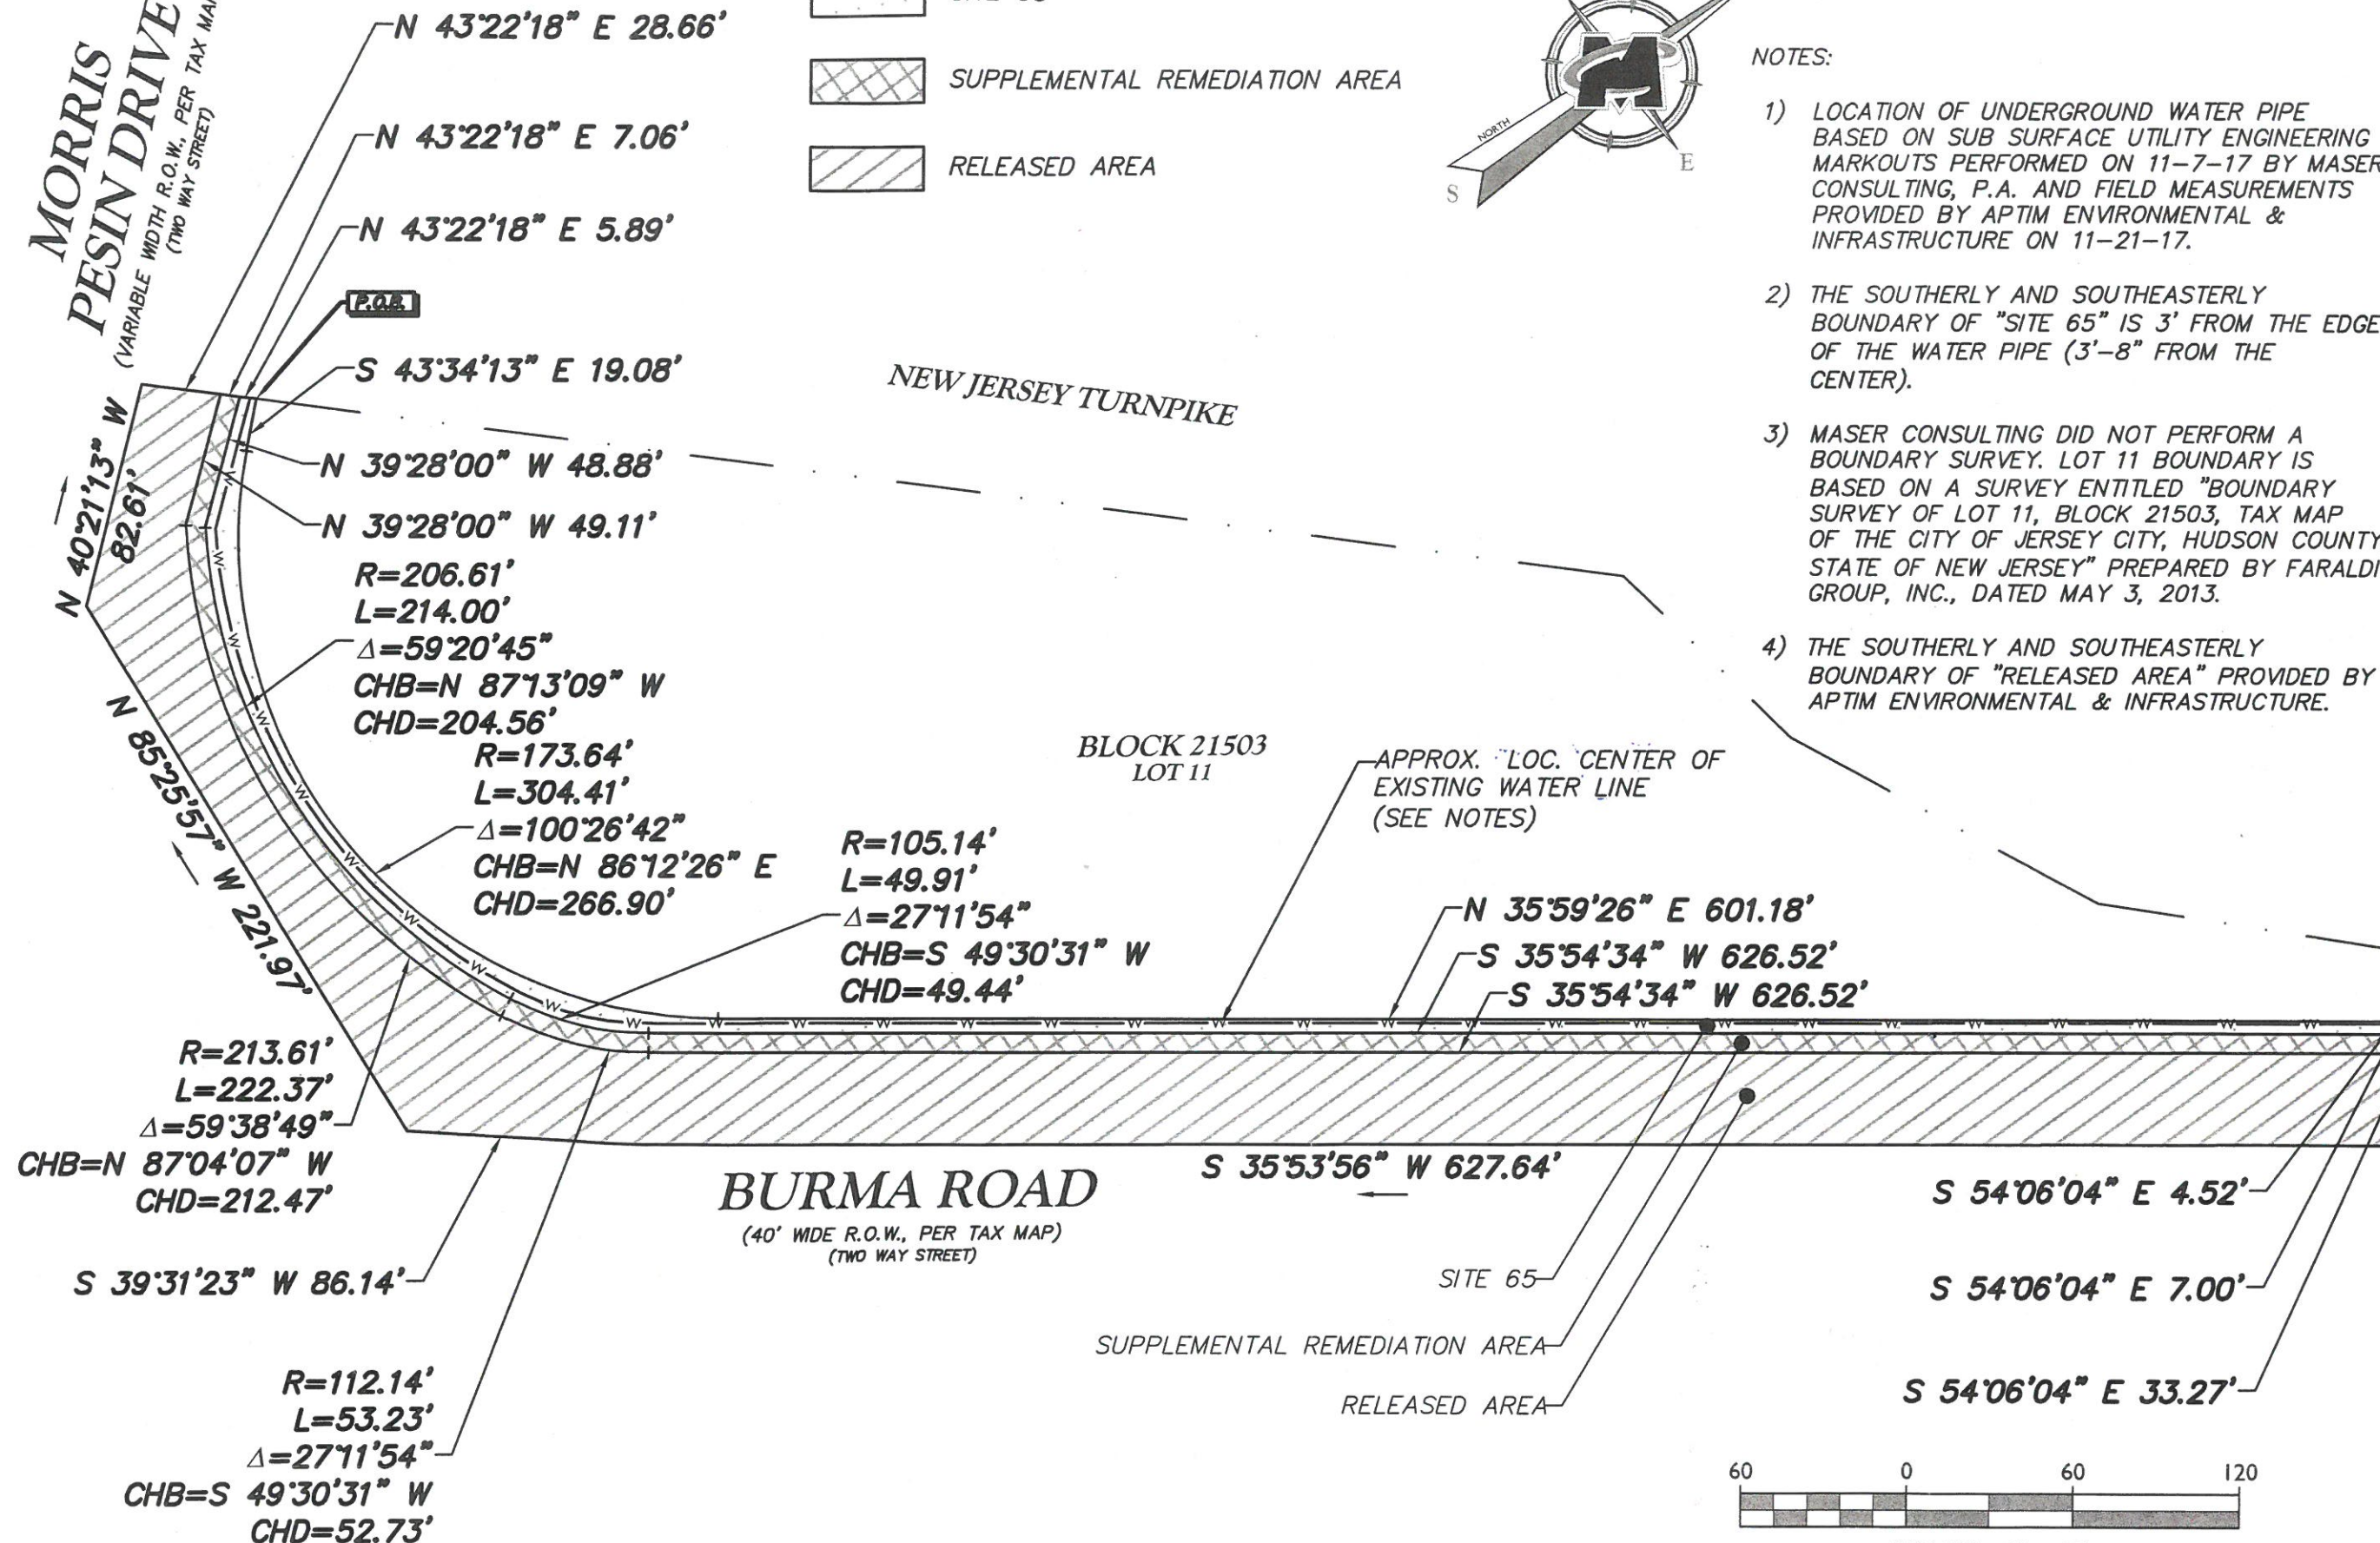 MORRIS
PESIN DRIVE
(VARIABLE WIDTH R.O.W., PER TAX
(TWO WAY STREET)
N 43°22'18" E 28.66'
N 43°22'18" E 7.06'
N 43°22'18" E 5.89'
P.O.B.
S 43°34'13" E 19.08'
N 39°28'00" W 48.88'
N 39°28'00" W 49.11'
N 40°21'13" W
82.61'
R=206.61'
L=214.00'
Δ=59°20'45"
CHB=N 87°13'09" W
CHD=204.56'
R=173.64'
L=304.41'
Δ=100°26'42"
CHB=N 86°12'26" E
CHD=266.90'
R=105.14'
L=49.91'
Δ=27°11'54"
CHB=S 49°30'31" W
CHD=49.44'
N 85°25'57" W 221.97'
SUPPLEMENTAL REMEDIATION AREA
RELEASED AREA
NORTH
S
E
NEW JERSEY TURNPIKE
BLOCK 21503
LOT 11
APPROX. LOC. CENTER OF
EXISTING WATER LINE
(SEE NOTES)
NOTES:
1) LOCATION OF UNDERGROUND WATER PIPE
BASED ON SUB SURFACE UTILITY ENGINEERING
MARKOUTS PERFORMED ON 11-7-17 BY MASER
CONSULTING, P.A. AND FIELD MEASUREMENTS
PROVIDED BY APTIM ENVIRONMENTAL &
INFRASTRUCTURE ON 11-21-17.
2) THE SOUTHERLY AND SOUTHEASTERLY
BOUNDARY OF "SITE 65" IS 3' FROM THE EDGE
OF THE WATER PIPE (3'-8" FROM THE
CENTER).
3) MASER CONSULTING DID NOT PERFORM A
BOUNDARY SURVEY. LOT 11 BOUNDARY IS
BASED ON A SURVEY ENTITLED "BOUNDARY
SURVEY OF LOT 11, BLOCK 21503, TAX MAP
OF THE CITY OF JERSEY CITY, HUDSON COUNTY
STATE OF NEW JERSEY" PREPARED BY FARALDI
GROUP, INC., DATED MAY 3, 2013.
4) THE SOUTHERLY AND SOUTHEASTERLY
BOUNDARY OF "RELEASED AREA" PROVIDED BY
APTIM ENVIRONMENTAL & INFRASTRUCTURE.
N 35°59'26" E 601.18'
S 35°54'34" W 626.52'
S 35°54'34" W 626.52'
W W W W W W W W W W W W W W W W W W W W W W W W W W W W W W
R=213.61'
L=222.37'
Δ=59°38'49"
CHB=N 87°04'07" W
CHD=212.47'
S 39°31'23" W 86.14'
R=112.14'
L=53.23'
Δ=27°11'54"
CHB=S 49°30'31" W
CHD=52.73'
S 35°53'56" W 627.64'
BURMA ROAD
(40' WIDE R.O.W., PER TAX MAP)
(TWO WAY STREET)
SITE 65
SUPPLEMENTAL REMEDIATION AREA
RELEASED AREA
S 54°06'04" E 4.52'
S 54°06'04" E 7.00'
S 54°06'04" E 33.27'
60 0 60 120